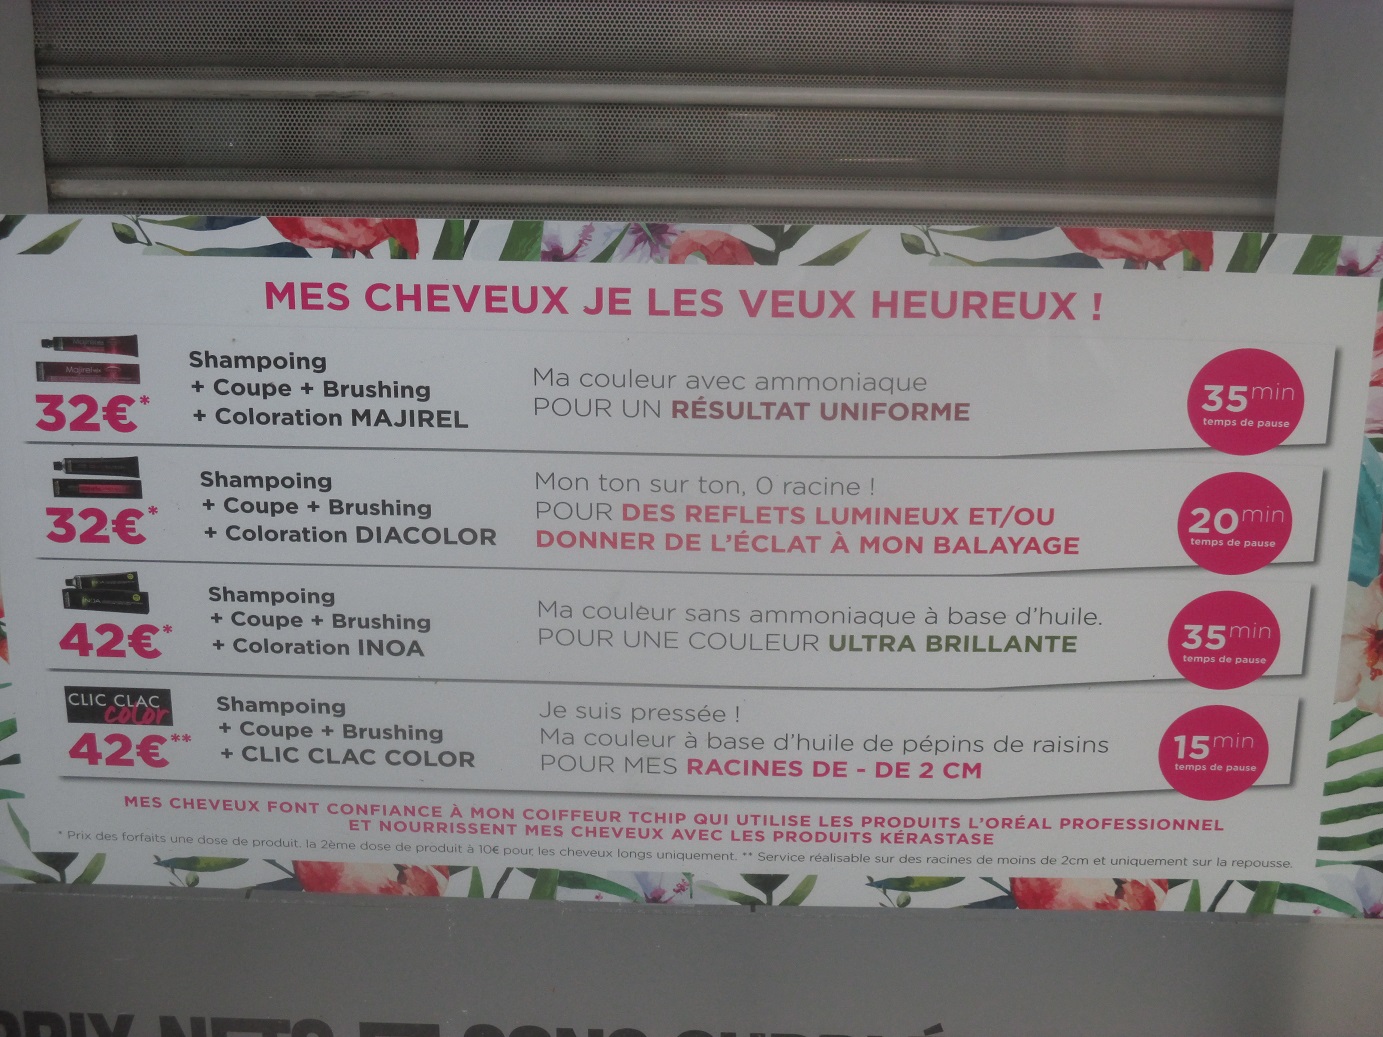 MES CHEVEUX JE LES VEUX HEUREUX !
Majirel
32€*
Shampoing
+ Coupe + Brushing
+ Coloration MAJIREL
Ma couleur avec ammoniaque
POUR UN RÉSULTAT UNIFORME
35min
temps de pause
32€*
Shampoing
+ Coupe + Brushing
+ Coloration DIACOLOR
Mon ton sur ton, 0 racine !
POUR DES REFLETS LUMINEUX ET/OU
DONNER DE L'ÉCLAT À MON BALAYAGE
20min
temps de pause
42€*
Shampoing
+ Coupe + Brushing
+ Coloration INOA
Ma couleur sans ammoniaque à base d'huile.
POUR UNE COULEUR ULTRA BRILLANTE
35min
temps de pause
CLIC CLAC
color
42€**
Shampoing
+ Coupe + Brushing
+ CLIC CLAC COLOR
Je suis pressée !
Ma couleur à base d'huile de pépins de raisins
POUR MES RACINES DE - DE 2 CM
15min
temps de pause
MES CHEVEUX FONT CONFIANCE À MON COIFFEUR TCHIP QUI UTILISE LES PRODUITS L'ORÉAL PROFESSIONNEL
ET NOURRISSENT MES CHEVEUX AVEC LES PRODUITS KÉRASTASE
* Prix des forfaits une dose de produit. la 2ème dose de produit à 10€ pour les cheveux longs uniquement. ** Service réalisable sur des racines de moins de 2cm et uniquement sur la repousse.